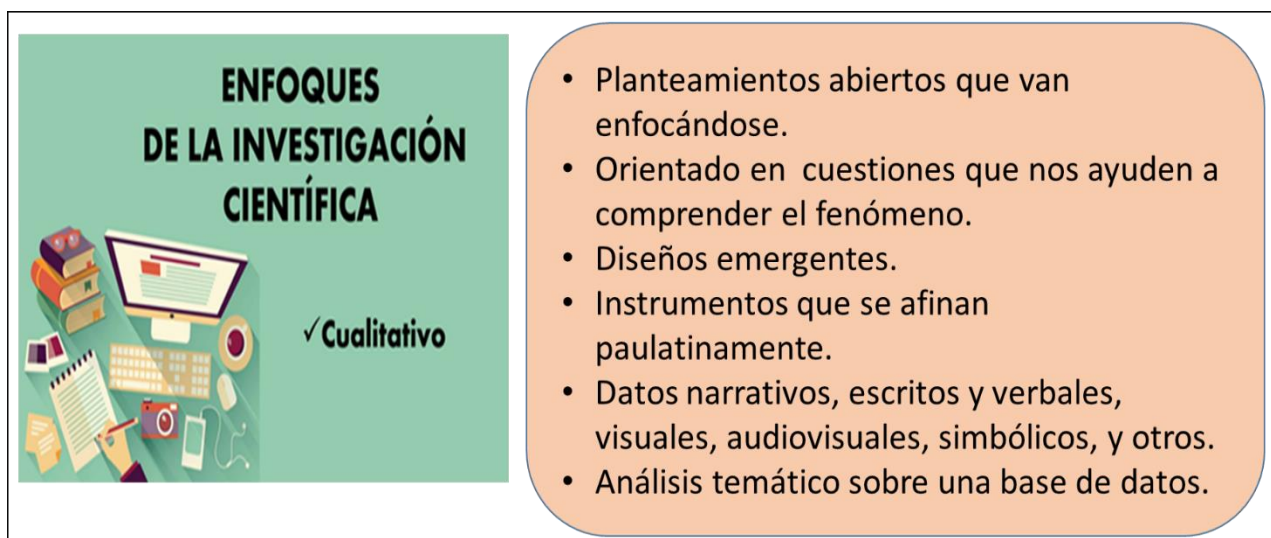 ENFOQUES
DE LA INVESTIGACIÓN
CIENTÍFICA
✓Cualitativo
• Planteamientos abiertos que van
enfocándose.
• Orientado en cuestiones que nos ayuden a
comprender el fenómeno.
• Diseños emergentes.
• Instrumentos que se afinan
paulatinamente.
• Datos narrativos, escritos y verbales,
visuales, audiovisuales, simbólicos, y otros.
• Análisis temático sobre una base de datos.